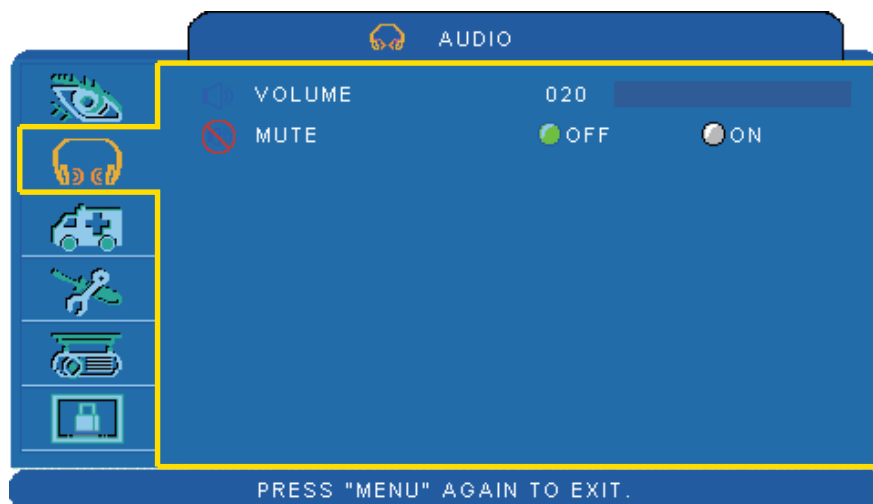 AUDIO
VOLUME 020
MUTE OFF ON
PRESS "MENU" AGAIN TO EXIT.